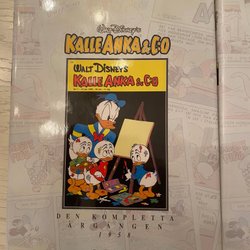 Walt Disney's
KALLE ANKA & CO
WALT DISNEY'S
KALLE ANKA & CO
DEN KOMPLETTA
ÅRGÅNGEN
1958